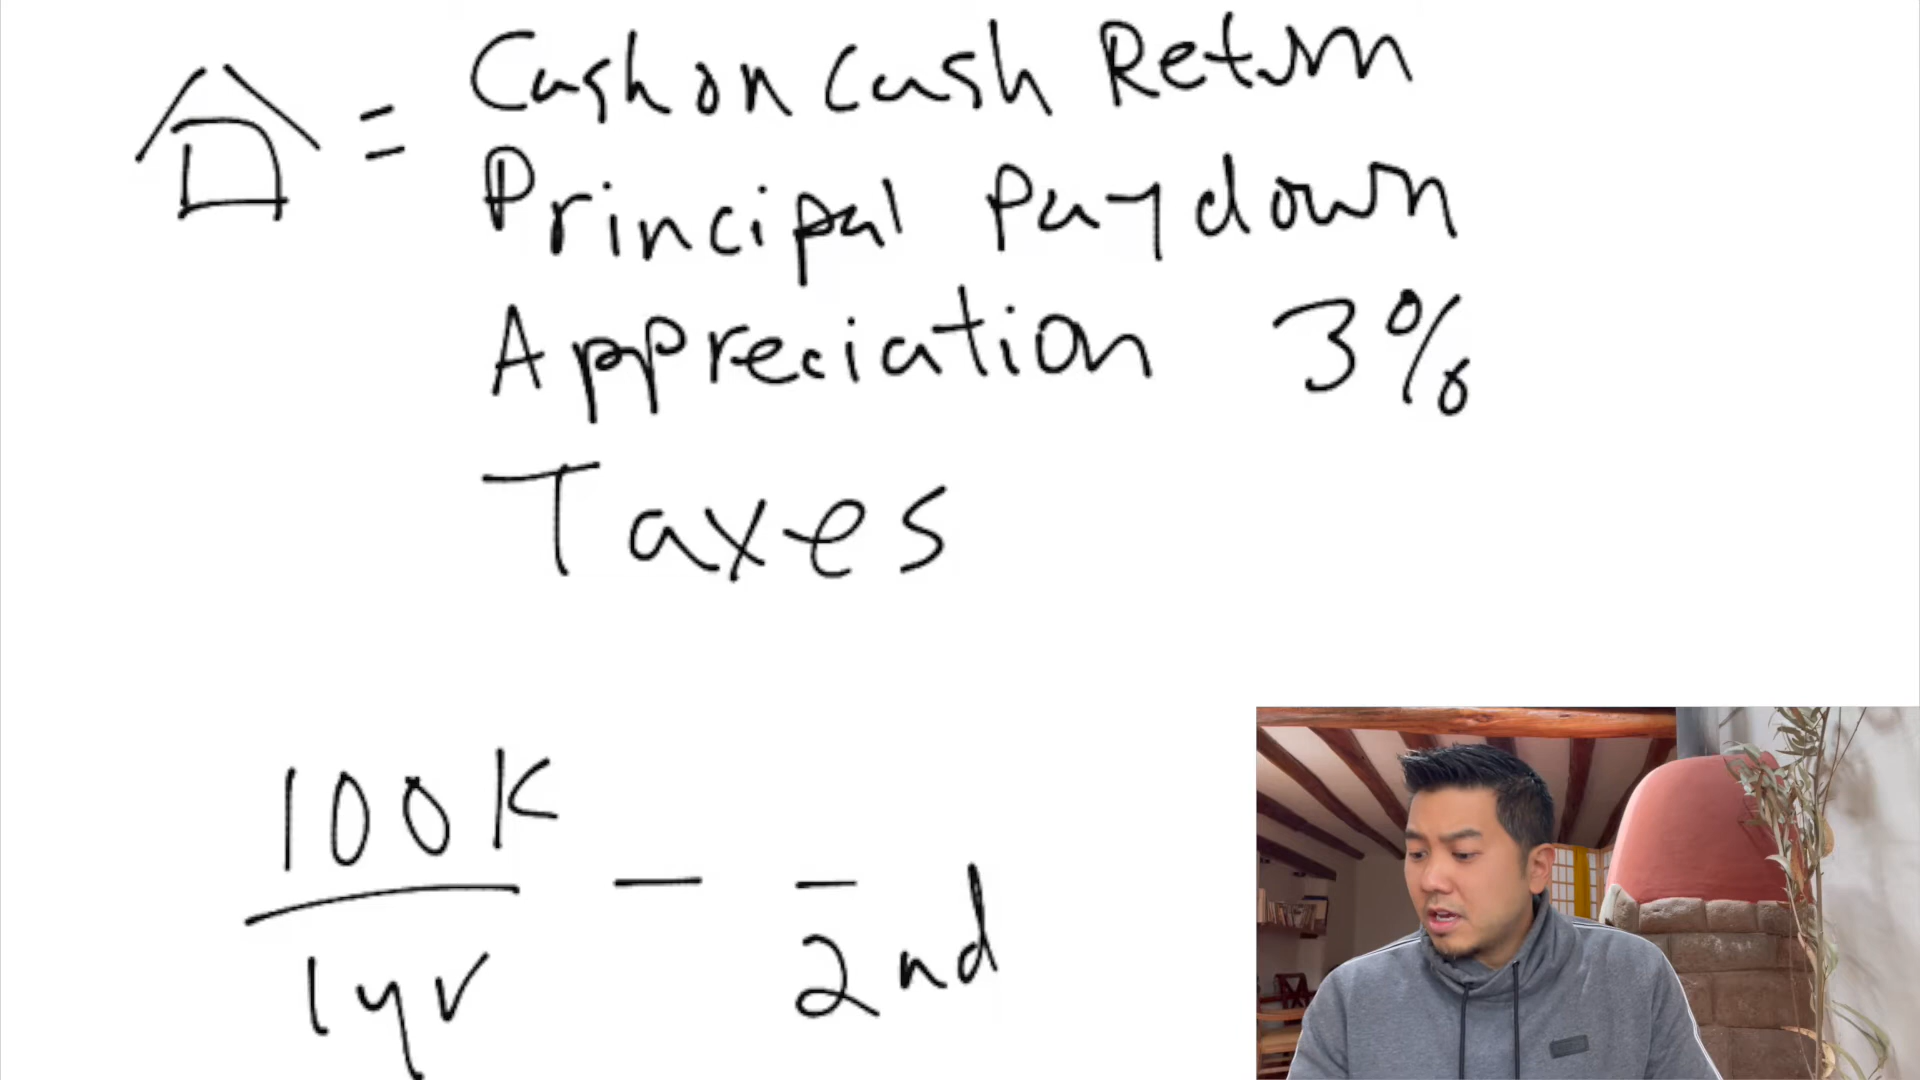 = Cash on Cash Return
Principal Paydown
Appreciation 3%
Taxes
100K
1yr
— —
2nd